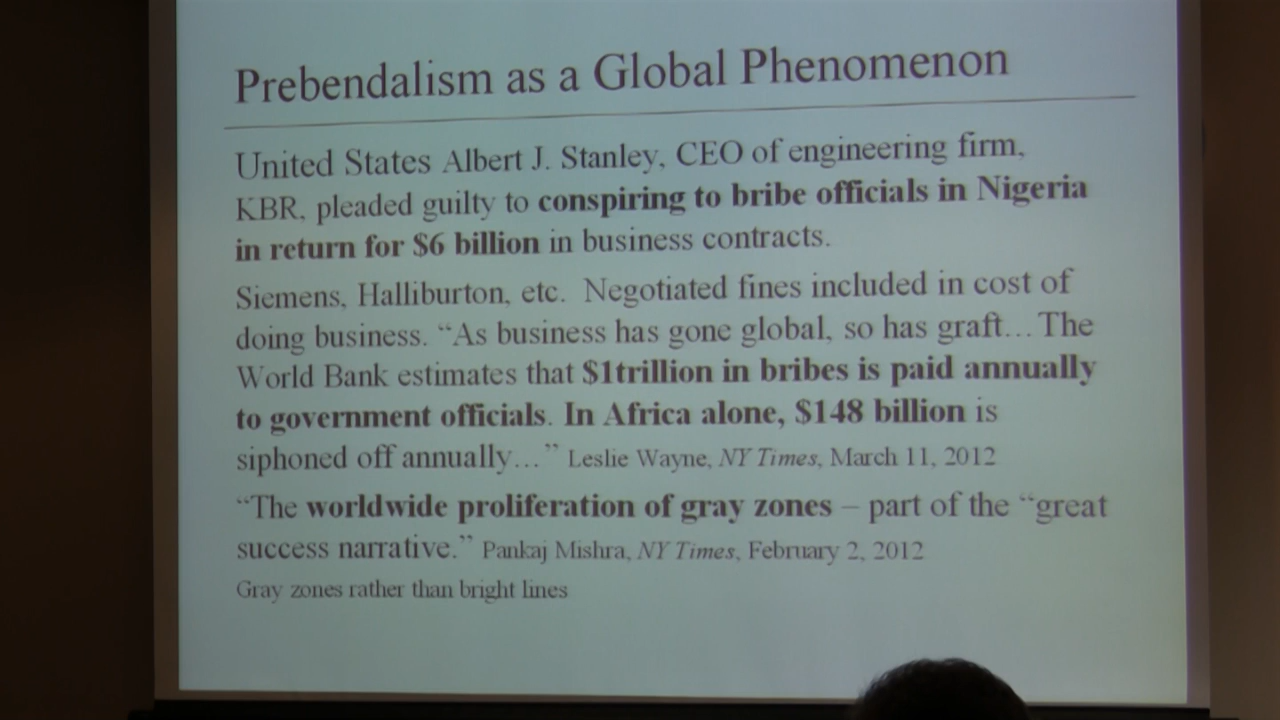 Prebendalism as a Global Phenomenon
United States Albert J. Stanley, CEO of engineering firm,
KBR, pleaded guilty to conspiring to bribe officials in Nigeria
in return for $6 billion in business contracts.
Siemens, Halliburton, etc. Negotiated fines included in cost of
doing business. “As business has gone global, so has graft… The
World Bank estimates that $1trillion in bribes is paid annually
to government officials. In Africa alone, $148 billion is
siphoned off annually…” Leslie Wayne, NY Times, March 11, 2012
“The worldwide proliferation of gray zones – part of the “great
success narrative.” Pankaj Mishra, NY Times, February 2, 2012
Gray zones rather than bright lines